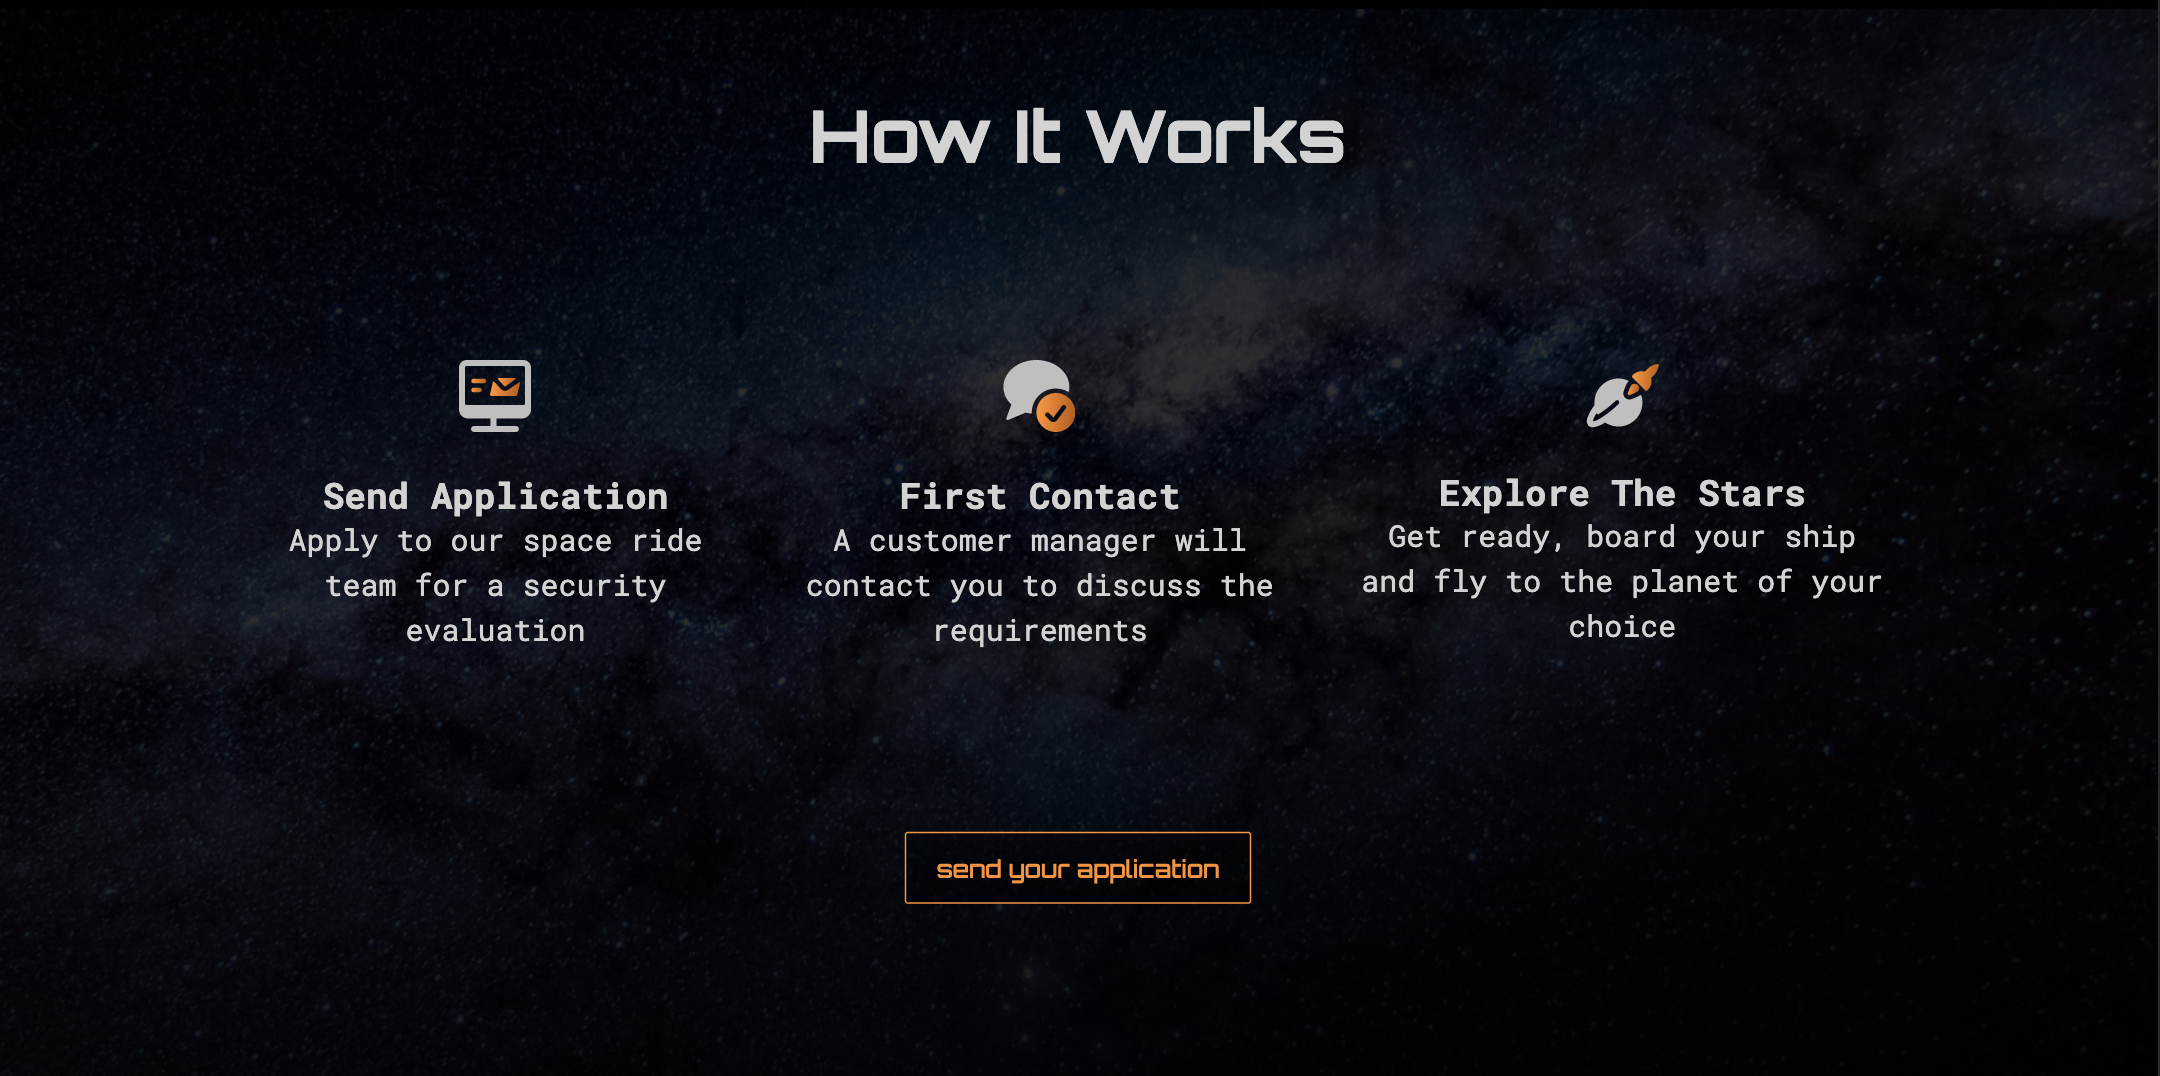 How It Works
Send Application
Apply to our space ride
team for a security
evaluation
First Contact
A customer manager will
contact you to discuss the
requirements
Explore The Stars
Get ready, board your ship
and fly to the planet of your
choice
send your application